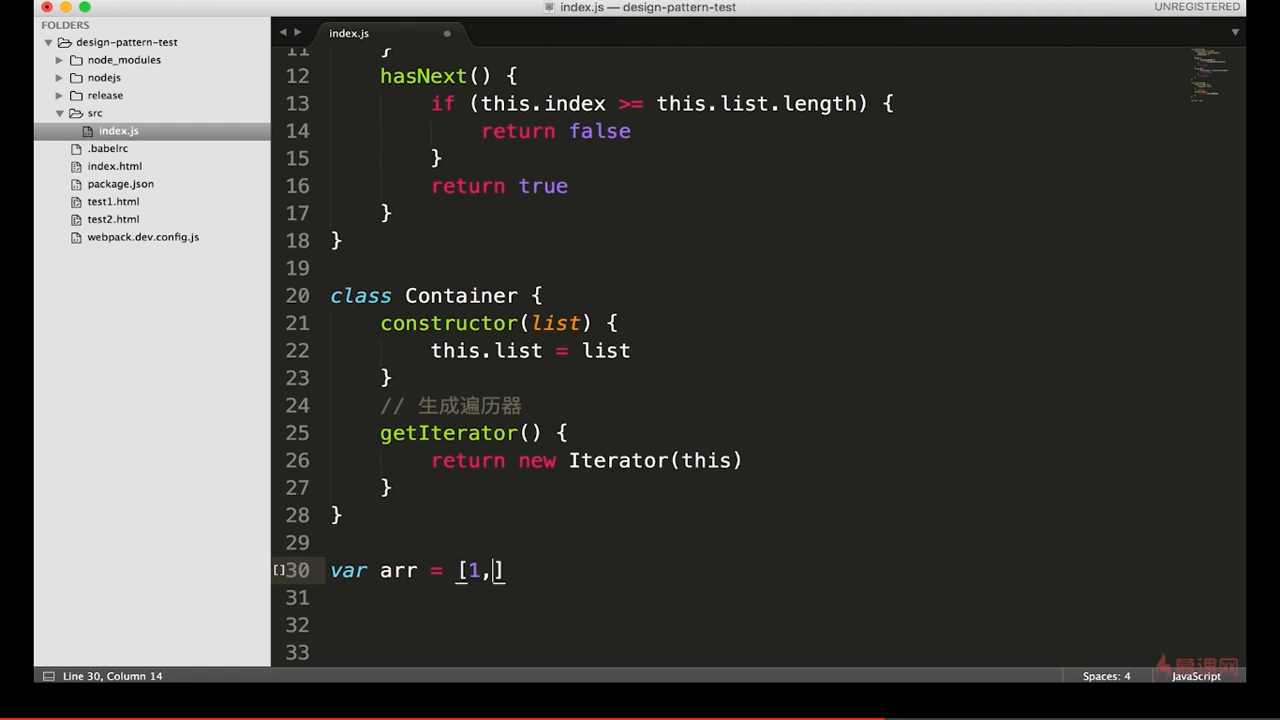 index.js — design-pattern-test
UNREGISTERED
FOLDERS
design-pattern-test
node_modules
nodejs
release
src
index.js
.babelrc
index.html
package.json
test1.html
test2.html
webpack.dev.config.js
index.js
11 }
12 hasNext() {
13 if (this.index >= this.list.length) {
14 return false
15 }
16 return true
17 }
18 }
19
20 class Container {
21 constructor(list) {
22 this.list = list
23 }
24 // 生成遍历器
25 getIterator() {
26 return new Iterator(this)
27 }
28 }
29
30 var arr = [1,]
31
32
33
慕课网
Line 30, Column 14
Spaces: 4
JavaScript